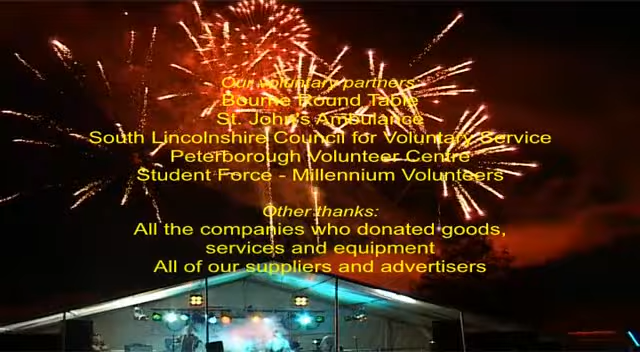 Our voluntary partners:
Bourne Round Table
St. John's Ambulance
South Lincolnshire Council for Voluntary Service
Peterborough Volunteer Centre
Student Force - Millennium Volunteers
Other thanks:
All the companies who donated goods,
services and equipment
All of our suppliers and advertisers